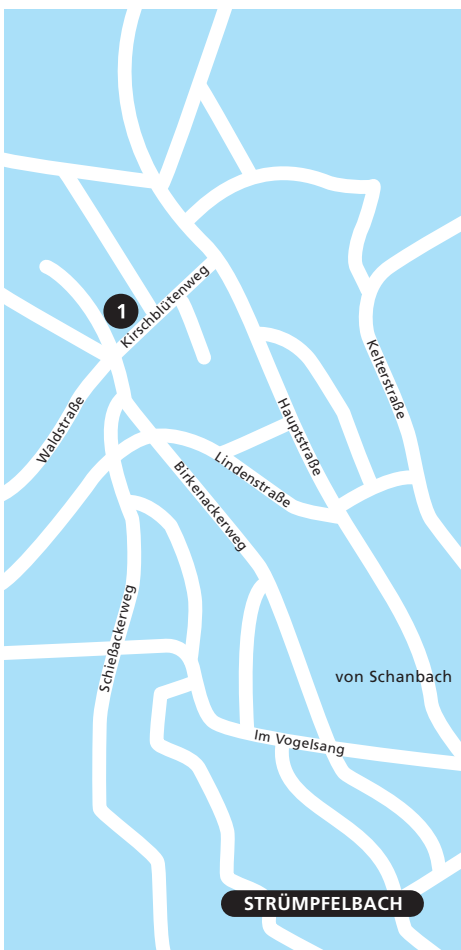 1
Kirschblütenweg
Waldstraße
Kelterstraße
Hauptstraße
Lindenstraße
Birkenackerweg
Schießackerweg
von Schanbach
Im Vogelsang
STRÜMPFELBACH